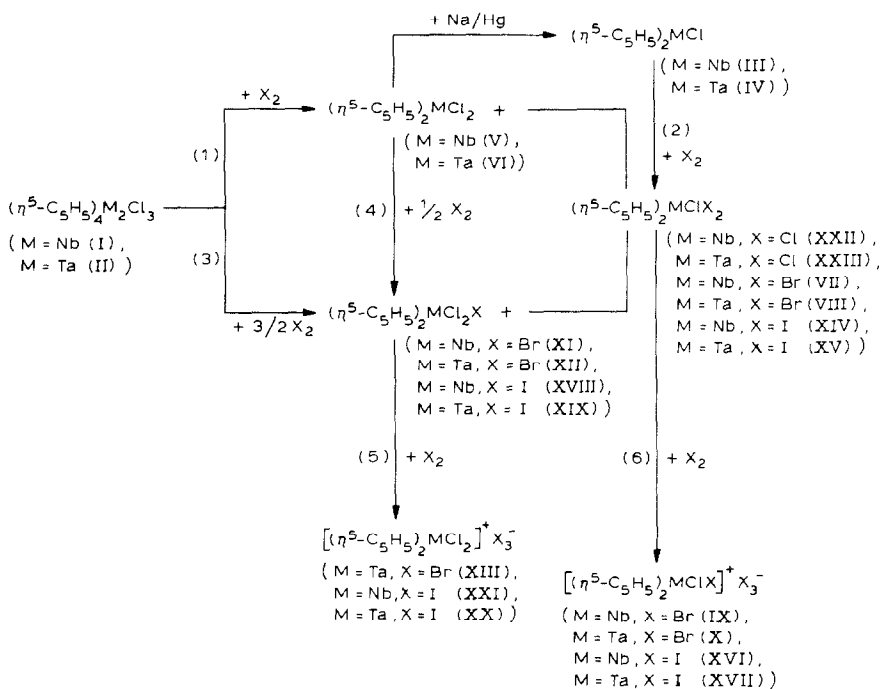 + Na/Hg
(η⁵-C₅H₅)₂MCl
( M = Nb (III),
M = Ta (IV) )
+ X₂
(η⁵-C₅H₅)₂MCl₂ +
( M = Nb (V),
M = Ta (VI) )
(2)
+ X₂
(1)
(η⁵-C₅H₅)₄M₂Cl₃
( M = Nb (I),
M = Ta (II) )
(4) + 1/2 X₂
(η⁵-C₅H₅)₂MClX₂
( M = Nb, X = Cl (XXII),
M = Ta, X = Cl (XXIII),
M = Nb, X = Br (VII),
M = Ta, X = Br (VIII),
M = Nb, X = I (XIV),
M = Ta, X = I (XV) )
(3)
+ 3/2 X₂
(η⁵-C₅H₅)₂MCl₂X +
( M = Nb, X = Br (XI),
M = Ta, X = Br (XII),
M = Nb, X = I (XVIII),
M = Ta, X = I (XIX) )
(5) + X₂
(6) + X₂
[(η⁵-C₅H₅)₂MCl₂]⁺ X₃⁻
( M = Ta, X = Br (XIII),
M = Nb, X = I (XXI),
M = Ta, X = I (XX) )
[(η⁵-C₅H₅)₂MClX]⁺ X₃⁻
( M = Nb, X = Br (IX),
M = Ta, X = Br (X),
M = Nb, X = I (XVI),
M = Ta, X = I (XVII) )